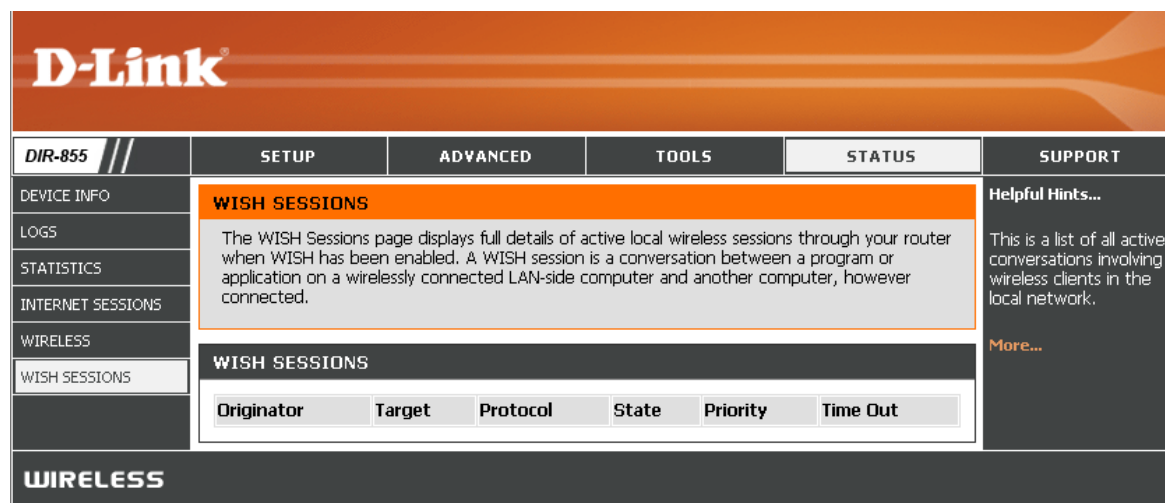 D-Link®
DIR-855
SETUP
ADVANCED
TOOLS
STATUS
SUPPORT
DEVICE INFO
LOGS
STATISTICS
INTERNET SESSIONS
WIRELESS
WISH SESSIONS
WISH SESSIONS
The WISH Sessions page displays full details of active local wireless sessions through your router
when WISH has been enabled. A WISH session is a conversation between a program or
application on a wirelessly connected LAN-side computer and another computer, however
connected.
WISH SESSIONS
Originator Target Protocol State Priority Time Out
Helpful Hints...
This is a list of all active
conversations involving
wireless clients in the
local network.
More...
WIRELESS